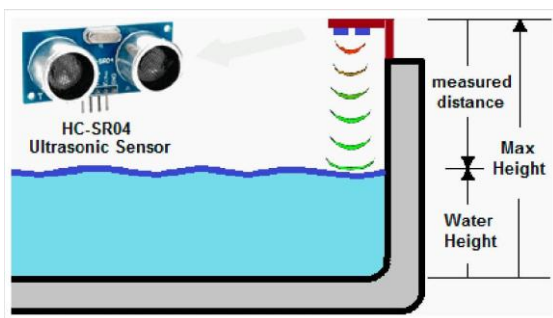 HC-SR04
Ultrasonic Sensor
measured
distance
Max
Height
Water
Height